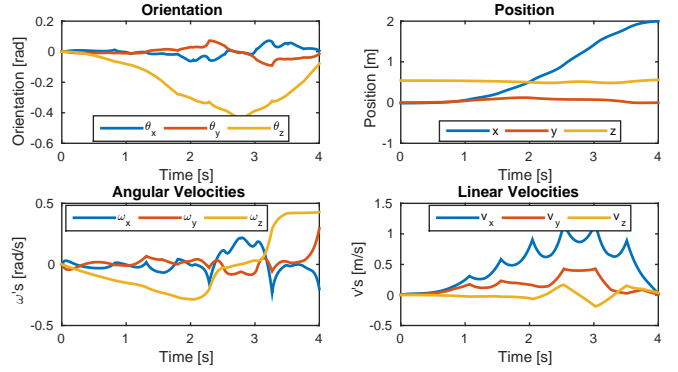 Orientation
Orientation [rad]
0.2
0
-0.2
-0.4
-0.6
θx θy θz
0 1 2 3 4
Time [s]
Position
Position [m]
2
1
0
-1
x y z
0 1 2 3 4
Time [s]
Angular Velocities
ω's [rad/s]
0.5
0
-0.5
ωx ωy ωz
0 1 2 3 4
Time [s]
Linear Velocities
v's [m/s]
1.5
1
0.5
0
-0.5
vx vy vz
0 1 2 3 4
Time [s]